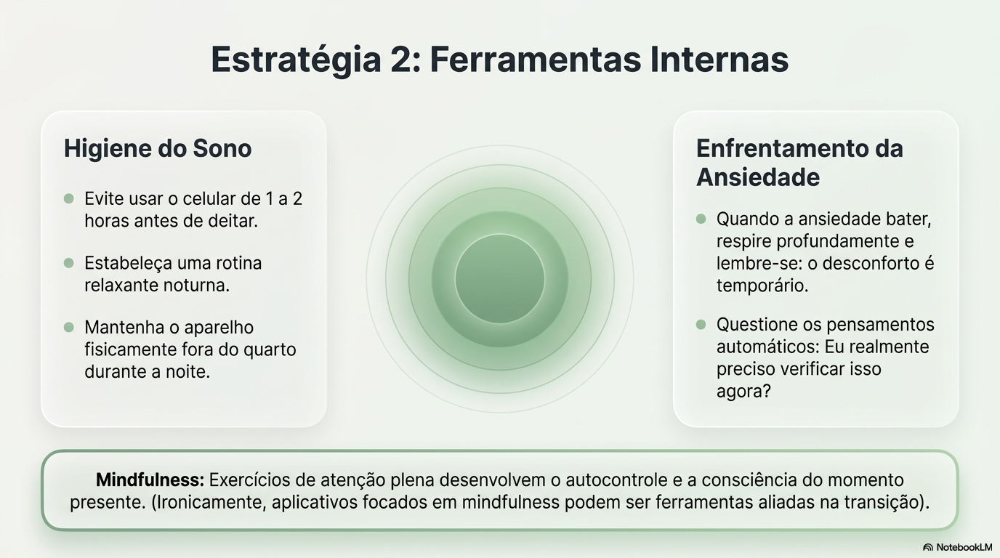 Estratégia 2: Ferramentas Internas
Higiene do Sono
Evite usar o celular de 1 a 2
horas antes de deitar.
Estabeleça uma rotina
relaxante noturna.
Mantenha o aparelho
fisicamente fora do quarto
durante a noite.
Enfrentamento da
Ansiedade
Quando a ansiedade bater,
respire profundamente e
lembre-se: o desconforto é
temporário.
Questione os pensamentos
automáticos: Eu realmente
preciso verificar isso
agora?
Mindfulness: Exercícios de atenção plena desenvolvem o autocontrole e a consciência do momento
presente. (Ironicamente, aplicativos focados em mindfulness podem ser ferramentas aliadas na transição).
NotebookLM